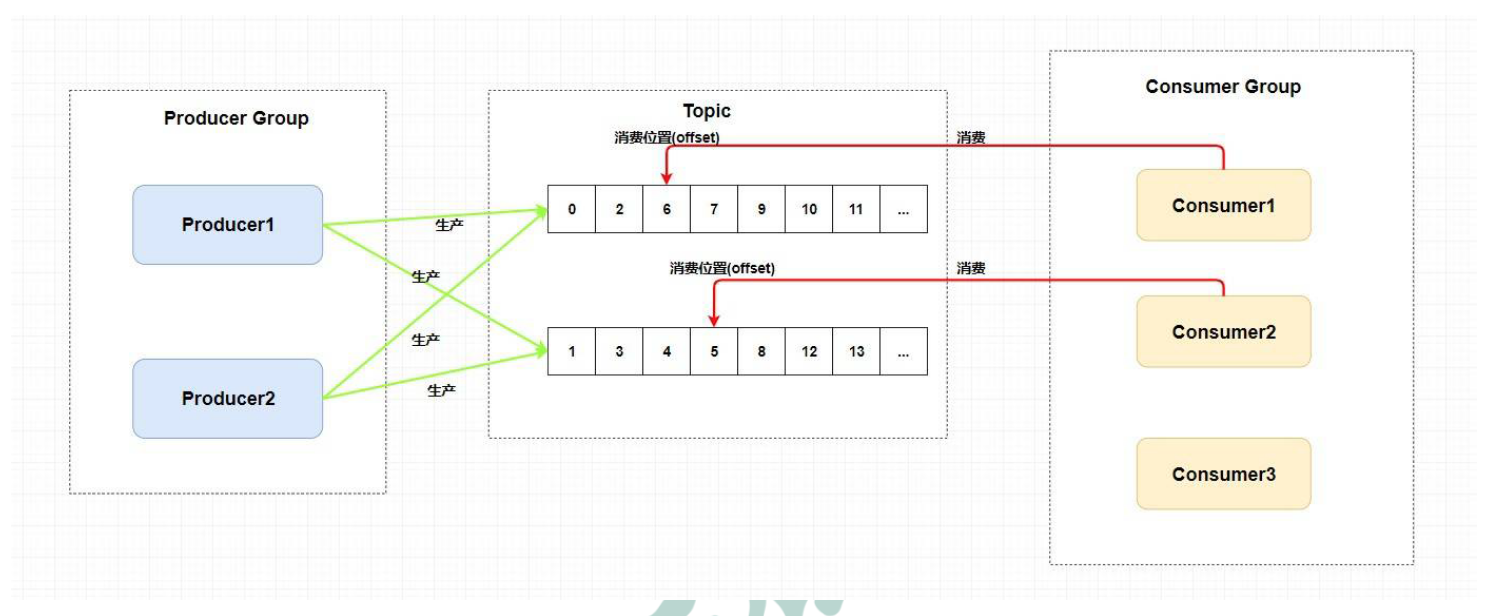 Producer Group
Producer1
Producer2
生产
生产
生产
生产
Topic
消费位置(offset)
0 2 6 7 9 10 11 ...
消费位置(offset)
1 3 4 5 8 12 13 ...
消费
消费
Consumer Group
Consumer1
Consumer2
Consumer3